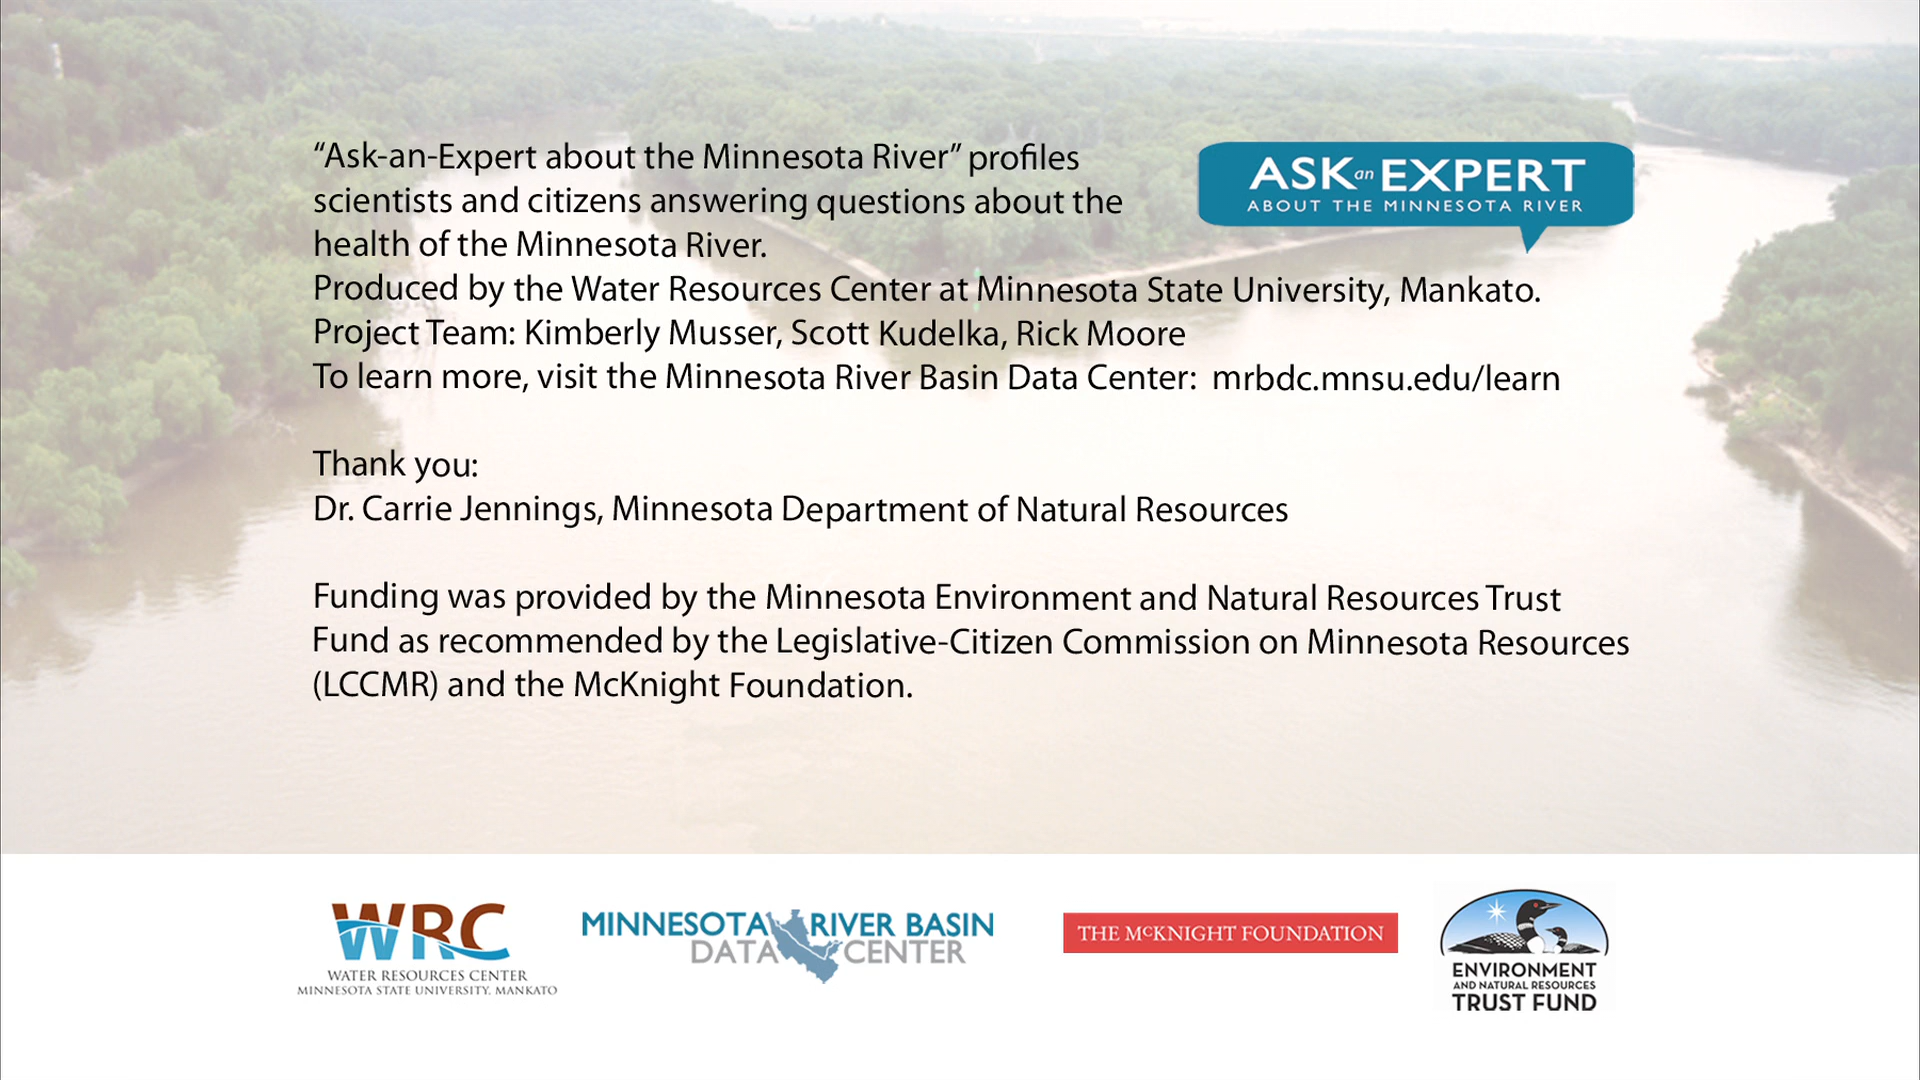 “Ask-an-Expert about the Minnesota River” profiles
scientists and citizens answering questions about the
health of the Minnesota River.
ASK an EXPERT
ABOUT THE MINNESOTA RIVER
Produced by the Water Resources Center at Minnesota State University, Mankato.
Project Team: Kimberly Musser, Scott Kudelka, Rick Moore
To learn more, visit the Minnesota River Basin Data Center: mrbdc.mnsu.edu/learn
Thank you:
Dr. Carrie Jennings, Minnesota Department of Natural Resources
Funding was provided by the Minnesota Environment and Natural Resources Trust
Fund as recommended by the Legislative-Citizen Commission on Minnesota Resources
(LCCMR) and the McKnight Foundation.
WRC
WATER RESOURCES CENTER
MINNESOTA STATE UNIVERSITY, MANKATO
MINNESOTA RIVER BASIN
DATA CENTER
THE McKNIGHT FOUNDATION
ENVIRONMENT
AND NATURAL RESOURCES
TRUST FUND